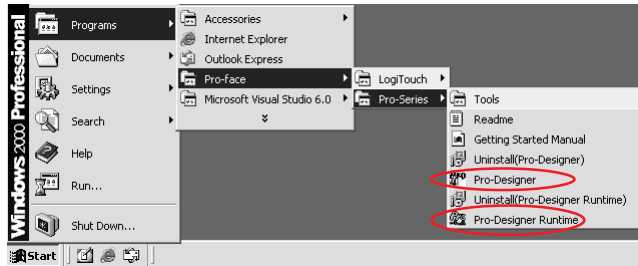 Windows 2000 Professional
Programs
Documents
Settings
Search
Help
Run...
Shut Down...
Accessories
Internet Explorer
Outlook Express
Pro-face
Microsoft Visual Studio 6.0
LogiTouch
Pro-Series
Tools
Readme
Getting Started Manual
Uninstall(Pro-Designer)
Pro-Designer
Uninstall(Pro-Designer Runtime)
Pro-Designer Runtime
Start